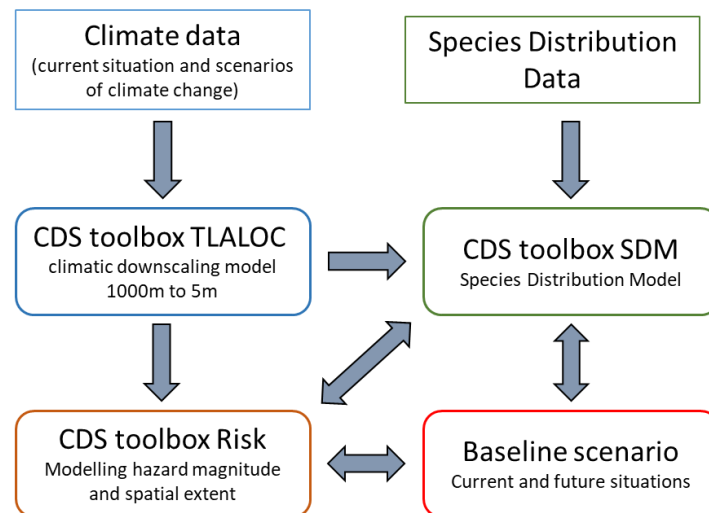 Climate data
(current situation and scenarios
of climate change)
Species Distribution
Data
CDS toolbox TLALOC
climatic downscaling model
1000m to 5m
CDS toolbox SDM
Species Distribution Model
CDS toolbox Risk
Modelling hazard magnitude
and spatial extent
Baseline scenario
Current and future situations